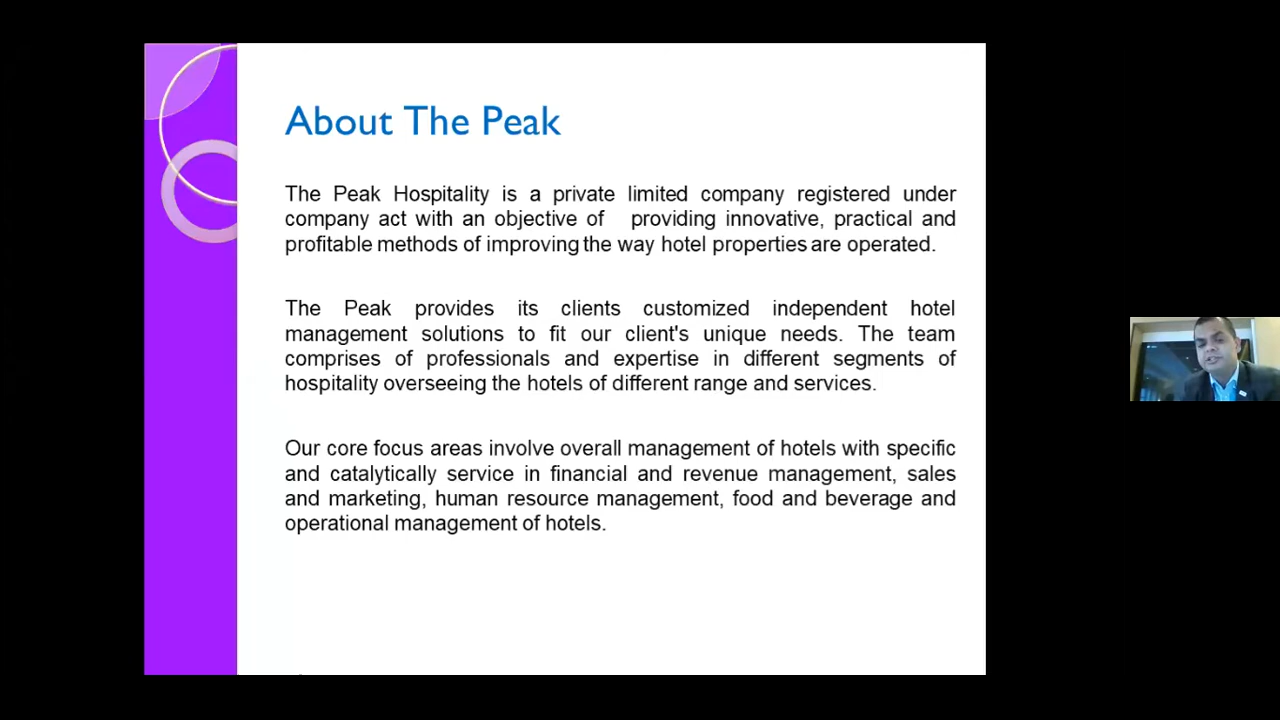 About The Peak
The Peak Hospitality is a private limited company registered under
company act with an objective of providing innovative, practical and
profitable methods of improving the way hotel properties are operated.
The Peak provides its clients customized independent hotel
management solutions to fit our client's unique needs. The team
comprises of professionals and expertise in different segments of
hospitality overseeing the hotels of different range and services.
Our core focus areas involve overall management of hotels with specific
and catalytically service in financial and revenue management, sales
and marketing, human resource management, food and beverage and
operational management of hotels.